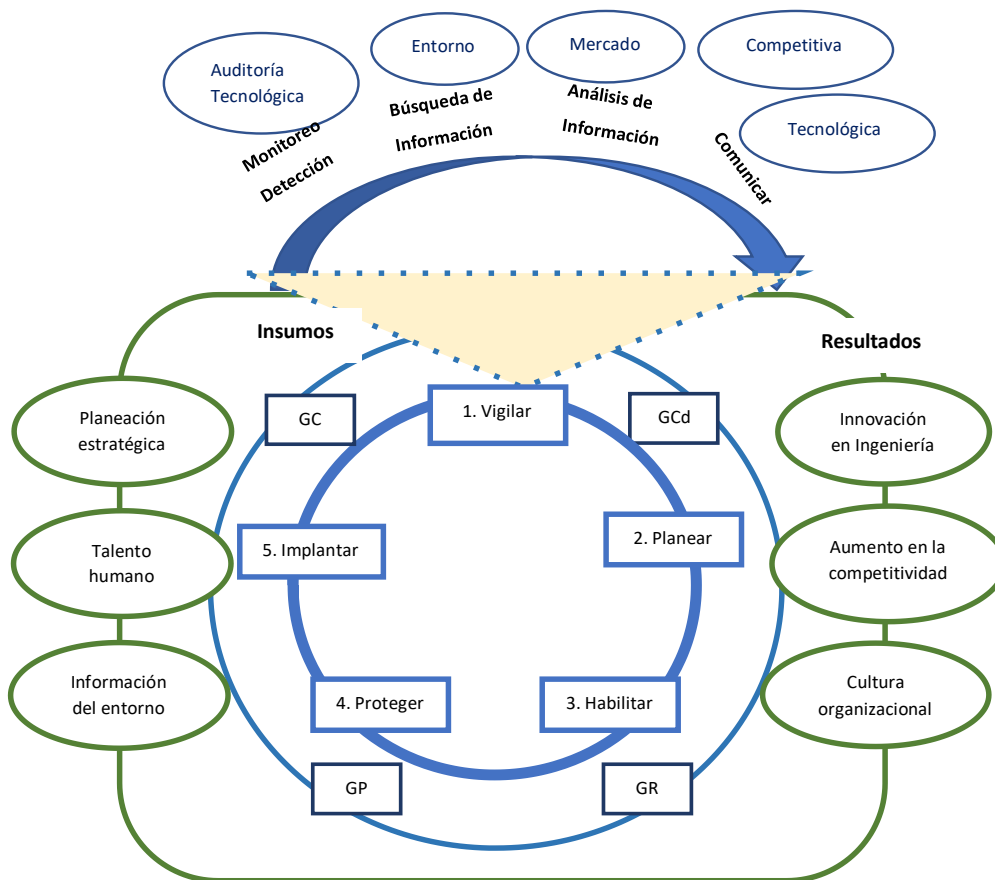 Entorno
Mercado
Competitiva
Auditoría
Tecnológica
Tecnológica
Monitoreo
Detección
Búsqueda de
Información
Análisis de
Información
Comunicar
Insumos
Resultados
Planeación
estratégica
Talento
humano
Información
del entorno
GC
1. Vigilar
GCd
5. Implantar
2. Planear
4. Proteger
3. Habilitar
GP
GR
Innovación
en Ingeniería
Aumento en la
competitividad
Cultura
organizacional